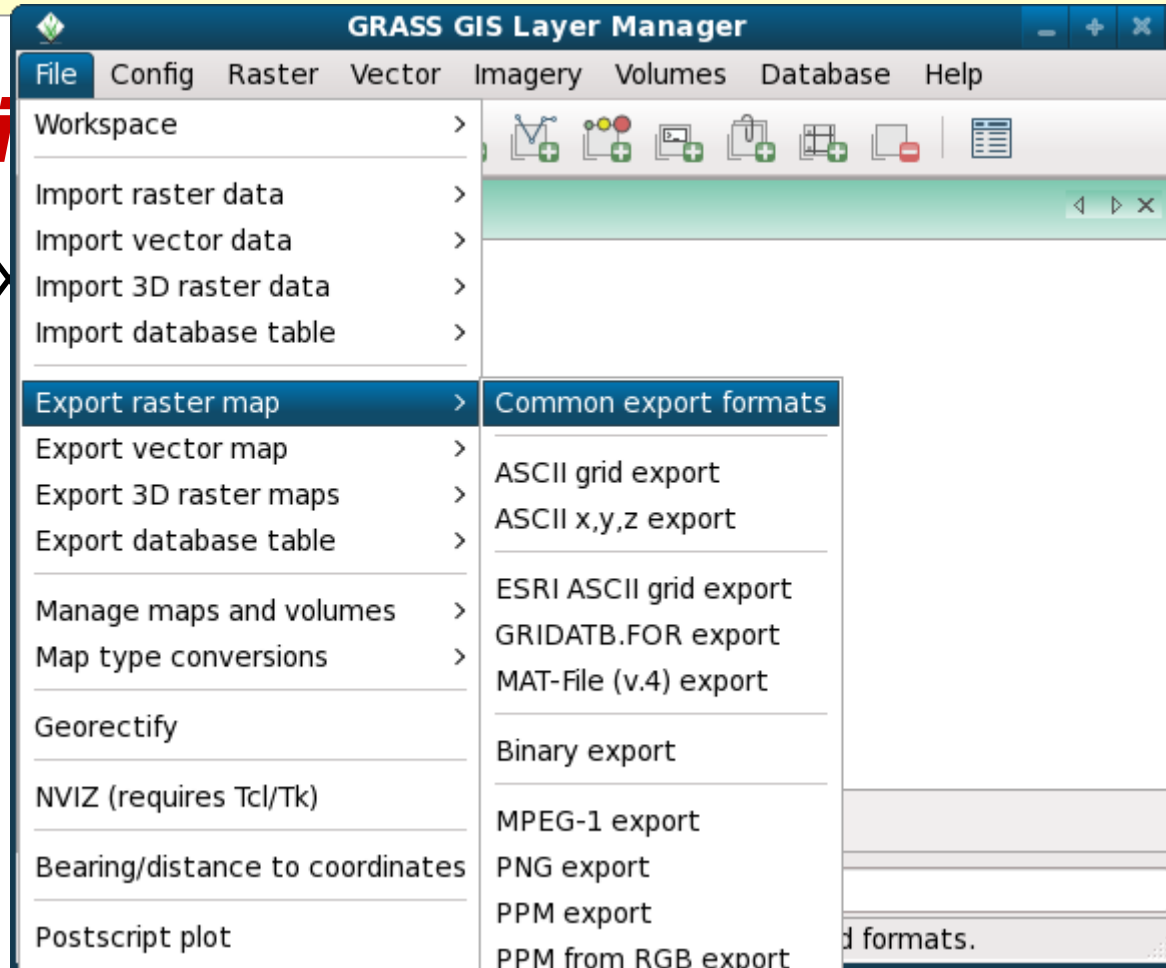 GRASS GIS Layer Manager
File Config Raster Vector Imagery Volumes Database Help
Workspace
Import raster data
Import vector data
Import 3D raster data
Import database table
Export raster map
Export vector map
Export 3D raster maps
Export database table
Manage maps and volumes
Map type conversions
Georectify
NVIZ (requires Tcl/Tk)
Bearing/distance to coordinates
Postscript plot
Common export formats
ASCII grid export
ASCII x,y,z export
ESRI ASCII grid export
GRIDATB.FOR export
MAT-File (v.4) export
Binary export
MPEG-1 export
PNG export
PPM export
PPM from RGB export
formats.